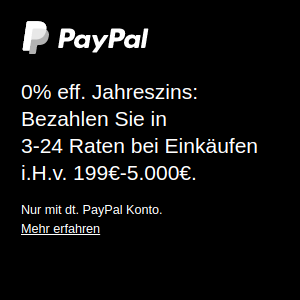 PayPal
0% eff. Jahreszins:
Bezahlen Sie in
3-24 Raten bei Einkäufen
i.H.v. 199€-5.000€.
Nur mit dt. PayPal Konto.
Mehr erfahren